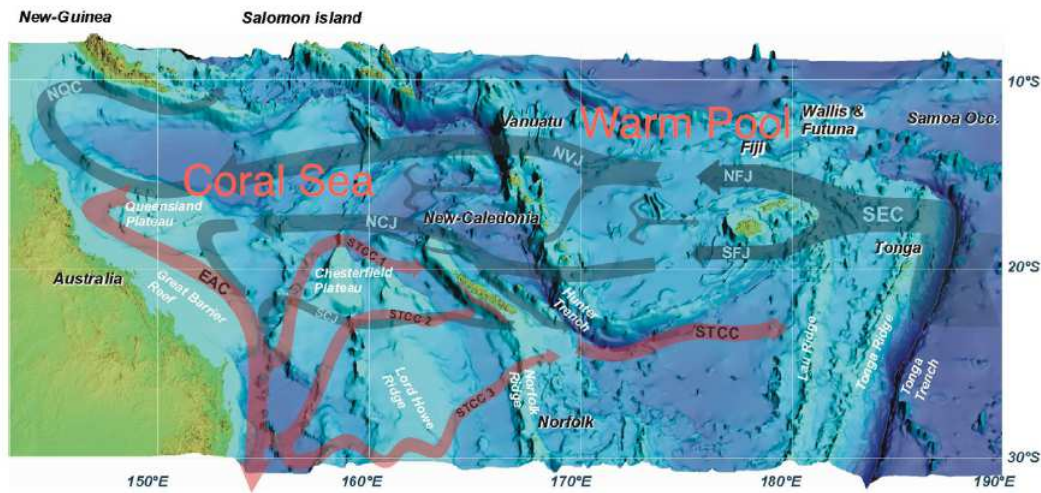 New-Guinea
Salomon island
10°S
NQC
Vanuatu
Warm Pool
Wallis &
Futuna
Samoa Occ.
Fiji
NVJ
Coral Sea
NFJ
Queensland
Plateau
NCJ
New-Caledonia
SEC
STCC 1
SFJ
Tonga
Australia
EAC
Great Barrier
Reef
Chesterfield
Plateau
20°S
SCJ
STCC 2
Hunter
Trench
STCC
Lau Ridge
Tonga Ridge
Tonga
Trench
Lord Howe
Ridge
STCC 3
Norfolk
Ridge
Norfolk
30°S
150°E
160°E
170°E
180°E
190°E